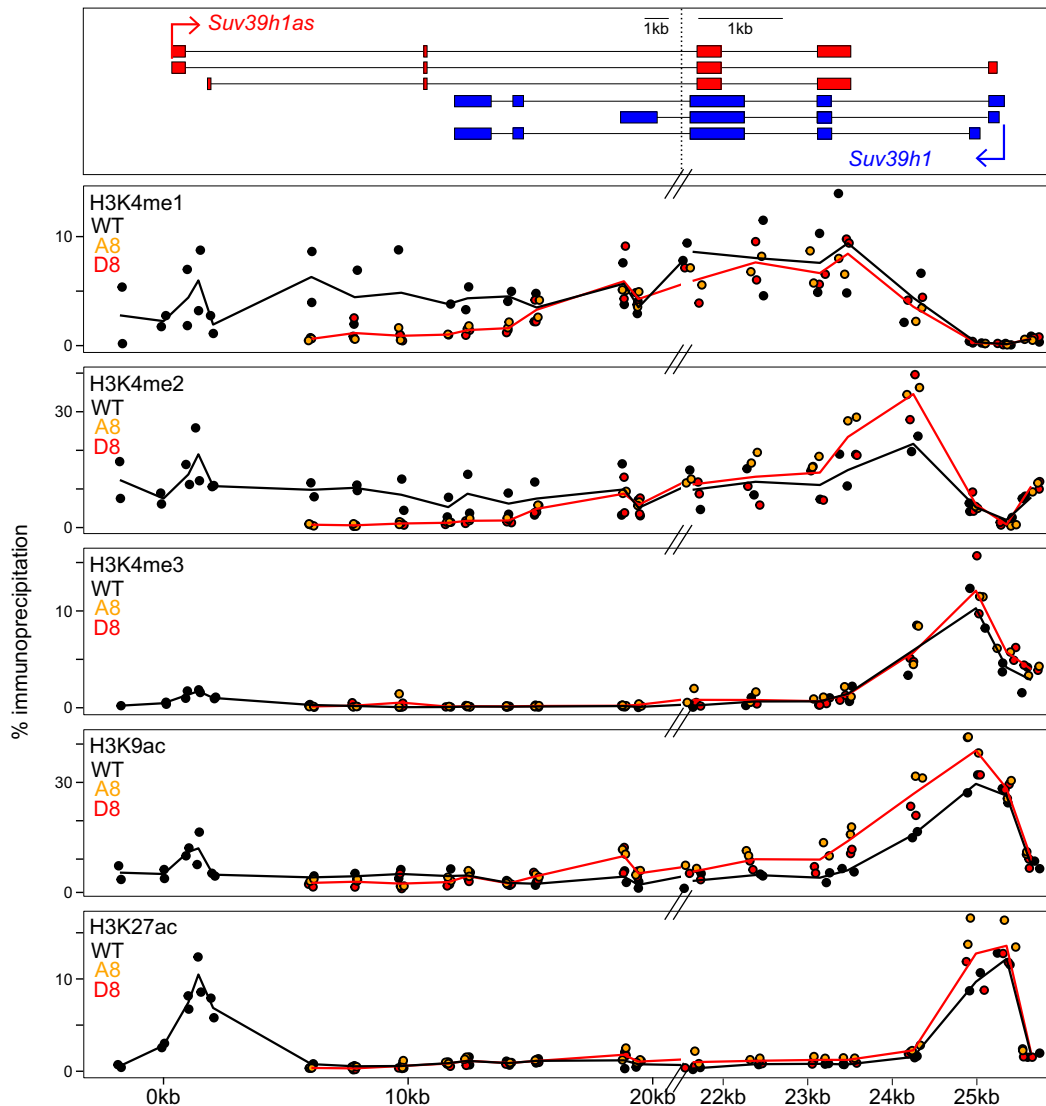 Suv39h1as
1kb
1kb
Suv39h1
% immunoprecipitation
H3K4me1
WT
A8
D8
10
0
H3K4me2
WT
A8
D8
30
0
H3K4me3
WT
A8
D8
10
0
H3K9ac
WT
A8
D8
30
0
H3K27ac
WT
A8
D8
10
0
0kb 10kb 20kb 22kb 23kb 24kb 25kb